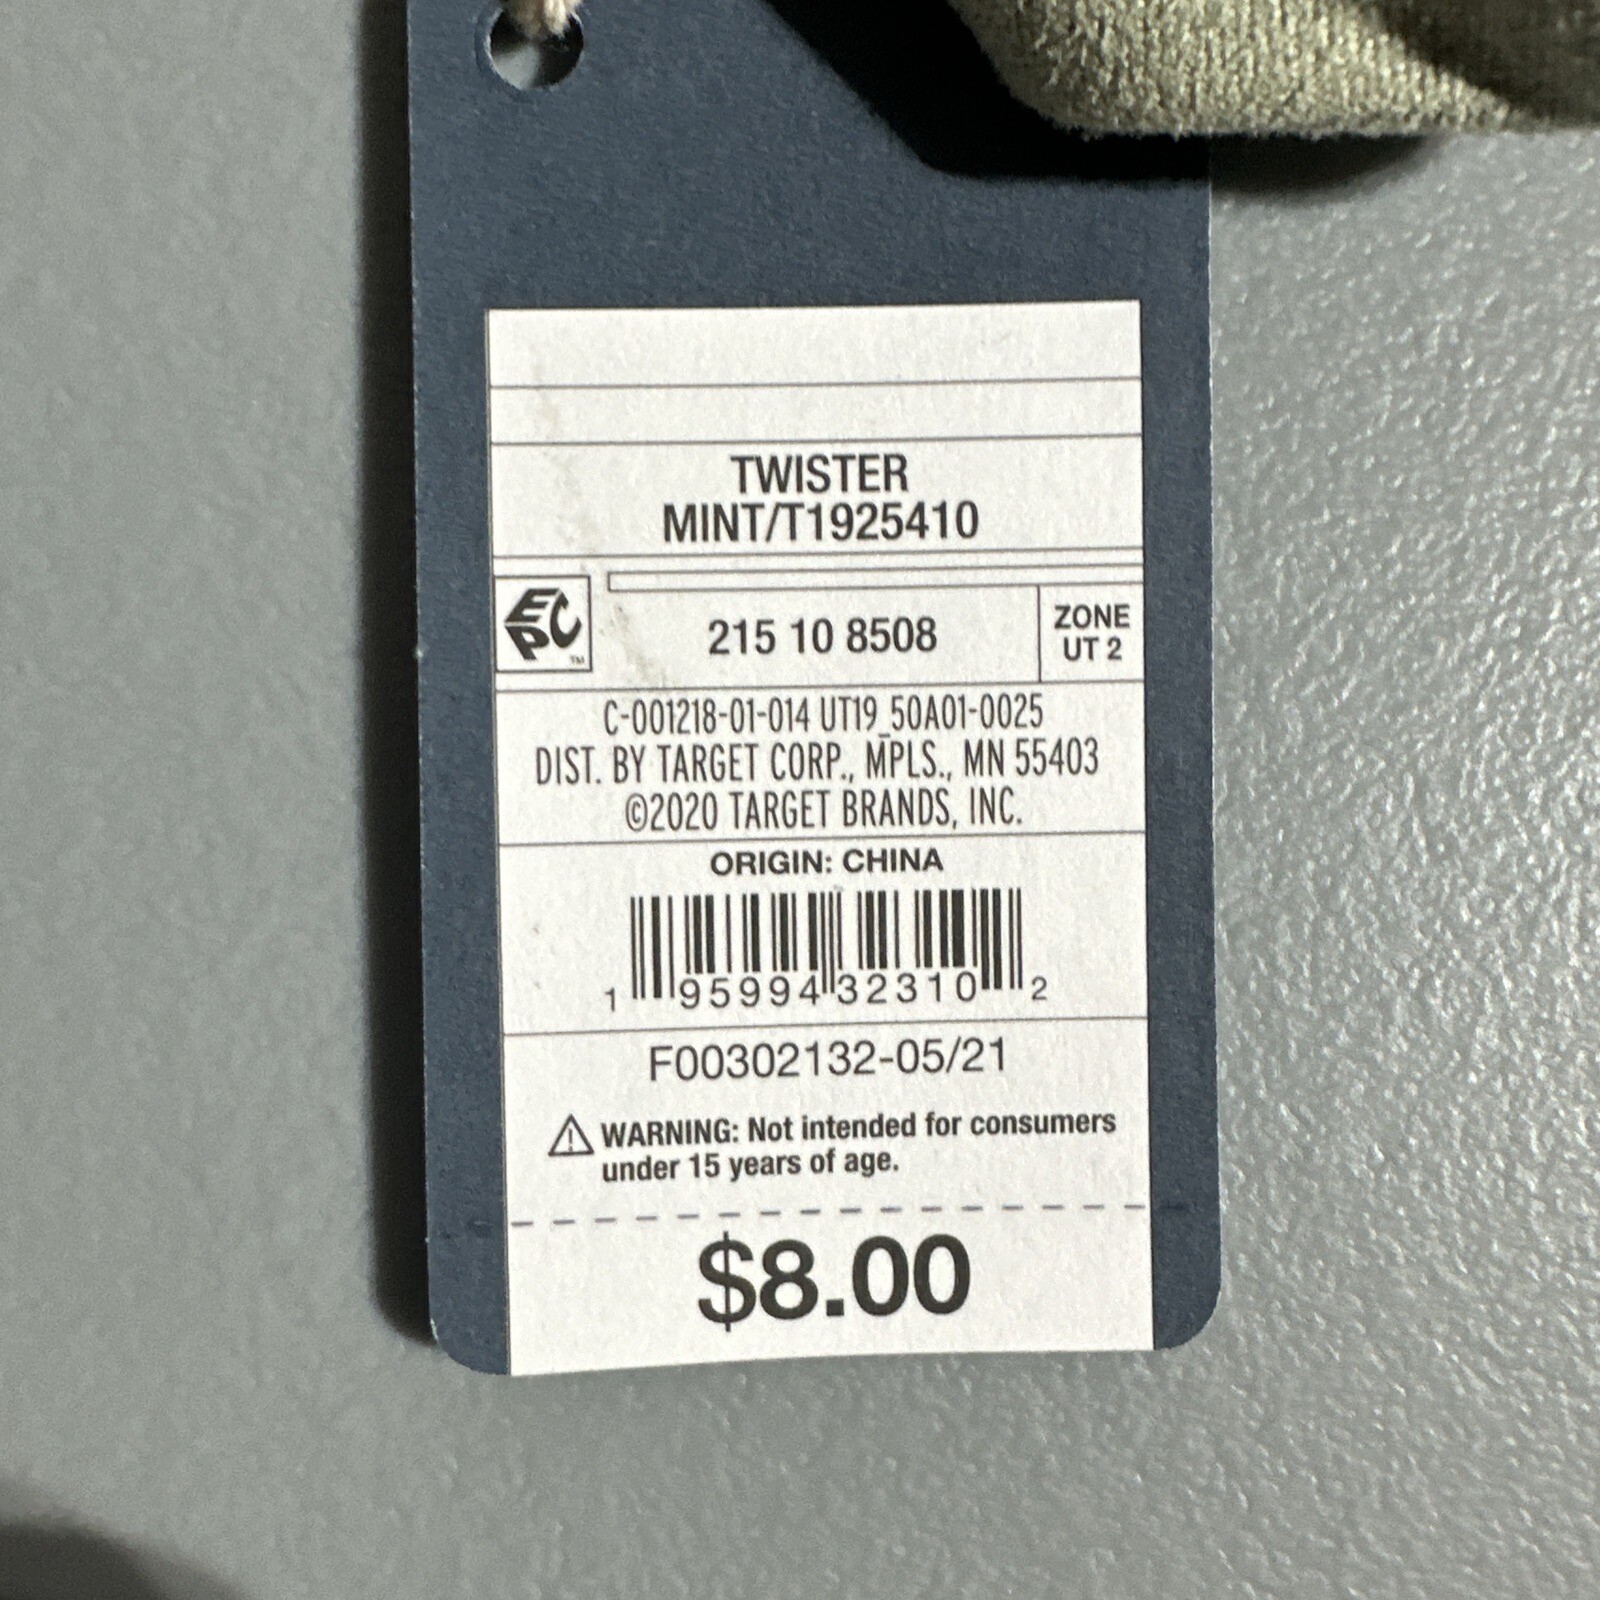 TWISTER
MINT/T1925410
EPC™
215 10 8508
ZONE
UT 2
C-001218-01-014 UT19_50A01-0025
DIST. BY TARGET CORP., MPLS., MN 55403
©2020 TARGET BRANDS, INC.
ORIGIN: CHINA
1 95994 32310 2
F00302132-05/21
⚠ WARNING: Not intended for consumers
under 15 years of age.
$8.00